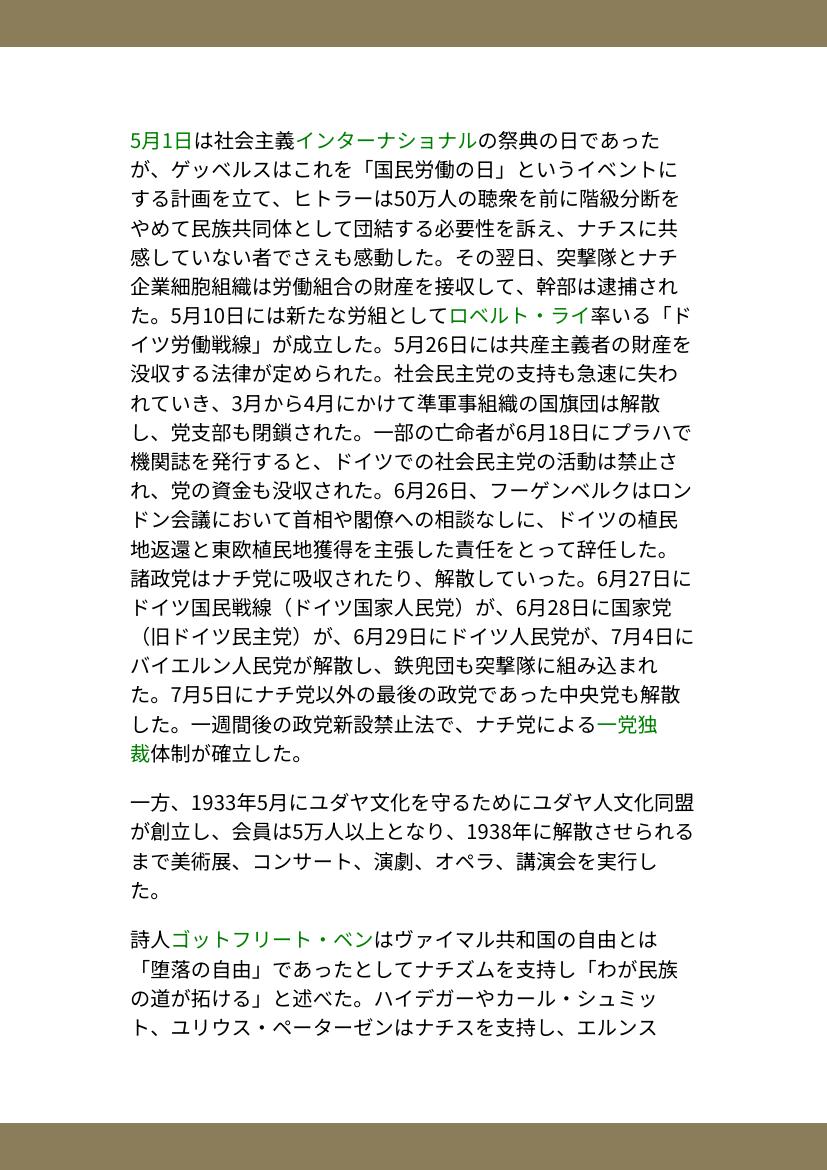 5月1日は社会主義インターナショナルの祭典の日であった
が、ゲッベルスはこれを「国民労働の日」というイベントに
する計画を立て、ヒトラーは50万人の聴衆を前に階級分断を
やめて民族共同体として団結する必要性を訴え、ナチスに共
感していない者でさえも感動した。その翌日、突撃隊とナチ
企業細胞組織は労働組合の財産を接収して、幹部は逮捕され
た。5月10日には新たな労組としてロベルト・ライ率いる「ド
イツ労働戦線」が成立した。5月26日には共産主義者の財産を
没収する法律が定められた。社会民主党の支持も急速に失わ
れていき、3月から4月にかけて準軍事組織の国旗団は解散
し、党支部も閉鎖された。一部の亡命者が6月18日にプラハで
機関誌を発行すると、ドイツでの社会民主党の活動は禁止さ
れ、党の資金も没収された。6月26日、フーゲンベルクはロン
ドン会議において首相や閣僚への相談なしに、ドイツの植民
地返還と東欧植民地獲得を主張した責任をとって辞任した。
諸政党はナチ党に吸収されたり、解散していった。6月27日に
ドイツ国民戦線（ドイツ国家人民党）が、6月28日に国家党
（旧ドイツ民主党）が、6月29日にドイツ人民党が、7月4日に
バイエルン人民党が解散し、鉄兜団も突撃隊に組み込まれ
た。7月5日にナチ党以外の最後の政党であった中央党も解散
した。一週間後の政党新設禁止法で、ナチ党による一党独
裁体制が確立した。
一方、1933年5月にユダヤ文化を守るためにユダヤ人文化同盟
が創立し、会員は5万人以上となり、1938年に解散させられる
まで美術展、コンサート、演劇、オペラ、講演会を実行し
た。
詩人ゴットフリート・ベンはヴァイマル共和国の自由とは
「堕落の自由」であったとしてナチズムを支持し「わが民族
の道が拓ける」と述べた。ハイデガーやカール・シュミッ
ト、ユリウス・ペーターゼンはナチスを支持し、エルンス